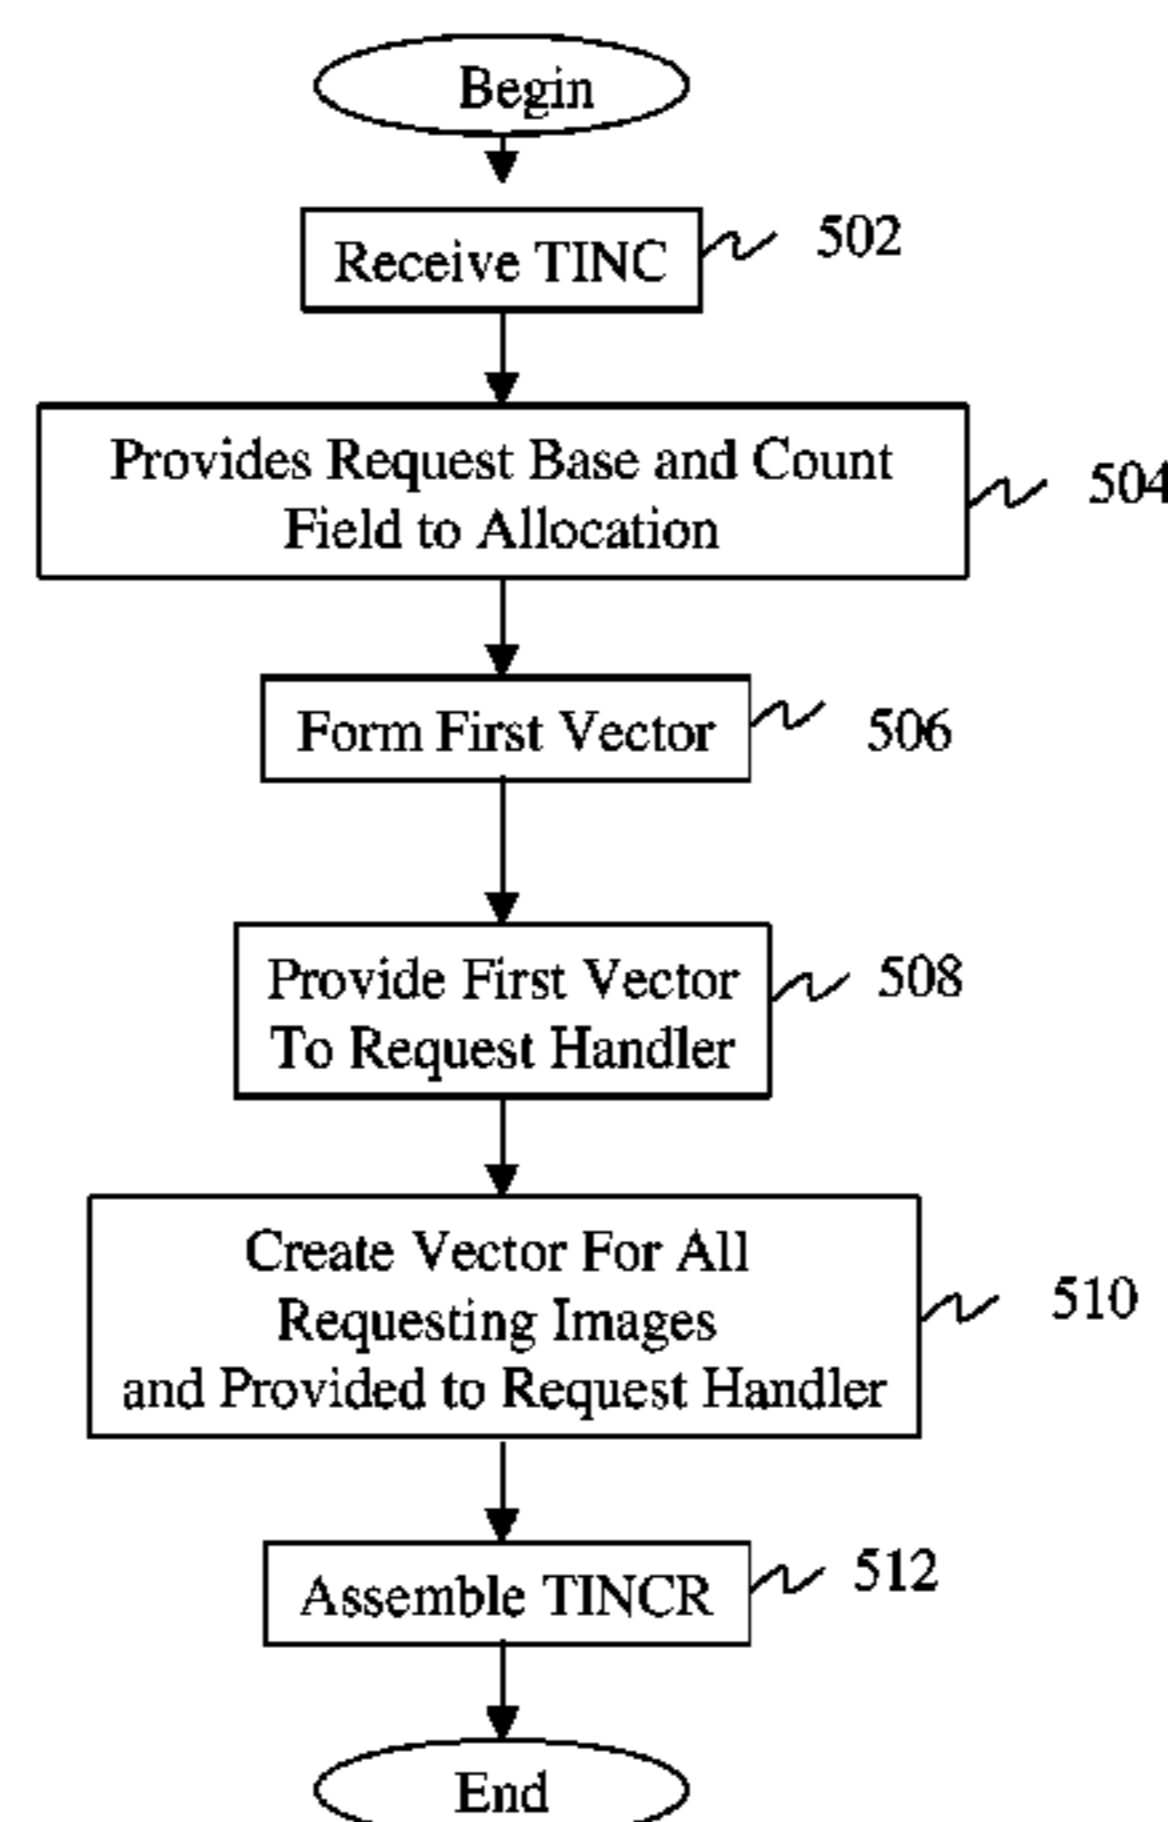 Begin
Receive TINC
502
Provides Request Base and Count
Field to Allocation
504
Form First Vector
506
Provide First Vector
To Request Handler
508
Create Vector For All
Requesting Images
and Provided to Request Handler
510
Assemble TINCR
512
End